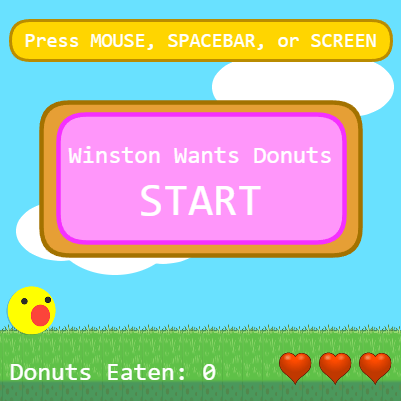 Press MOUSE, SPACEBAR, or SCREEN
Winston Wants Donuts
START
Donuts Eaten: 0